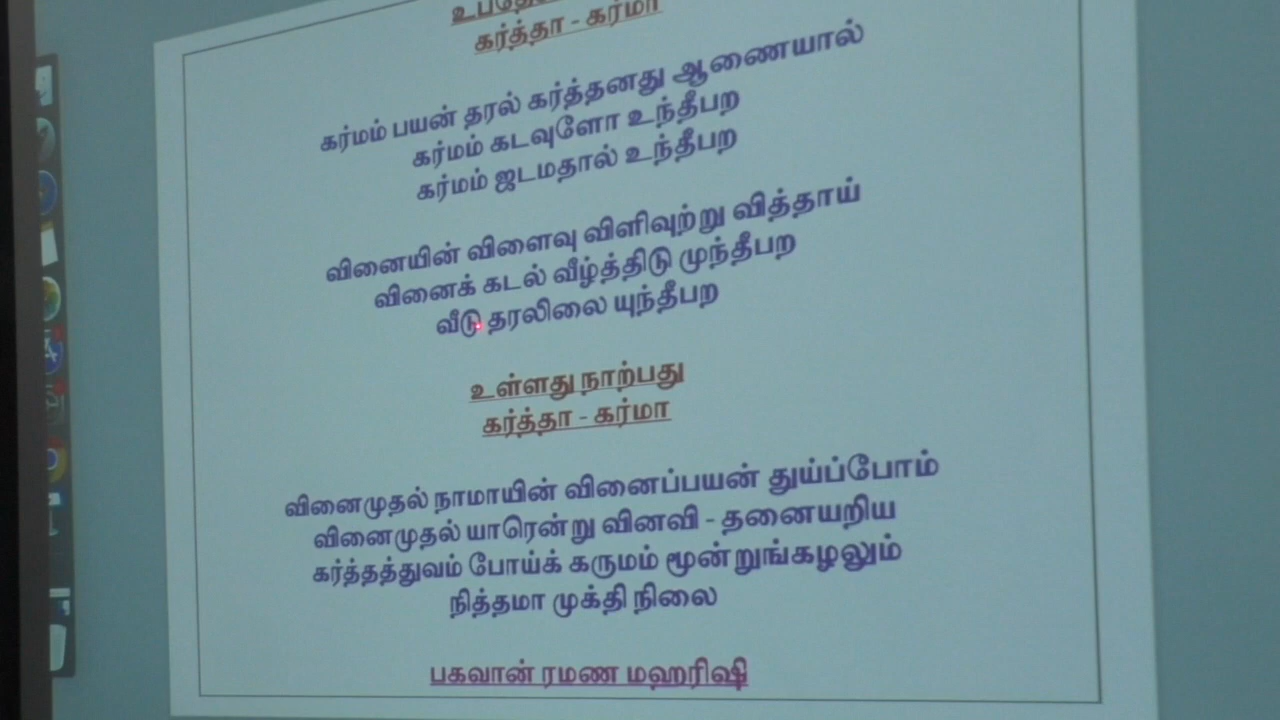 கர்த்தா - கர்மா
கர்மம் பயன் தரல் கர்த்தனது ஆணையால்
கர்மம் கடவுளோ உந்தீபற
கர்மம் ஜடமதால் உந்தீபற
வினையின் விளைவு விளிவுற்று வித்தாய்
வினைக் கடல் வீழ்த்திடு முந்தீபற
வீடு தரலிலை யுந்தீபற
உள்ளது நாற்பது
கர்த்தா - கர்மா
வினைமுதல் நாமாயின் வினைப்பயன் துய்ப்போம்
வினைமுதல் யாரென்று வினவி - தனையறிய
கர்த்தத்துவம் போய்க் கருமம் மூன்றுங்கழலும்
நித்தமா முக்தி நிலை
பகவான் ரமண மஹரிஷி